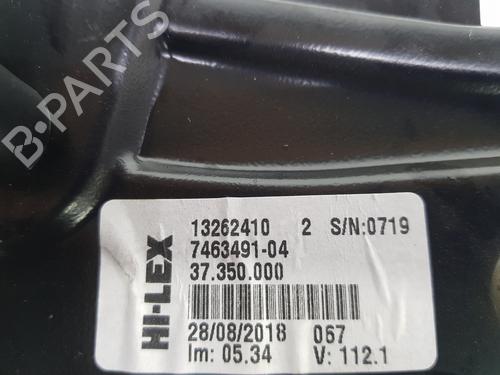 B-PARTS
HI-LEX
13262410 2 S/N:0719
7463491-04
37.350.000
28/08/2018 067
Im: 05.34 V: 112.1